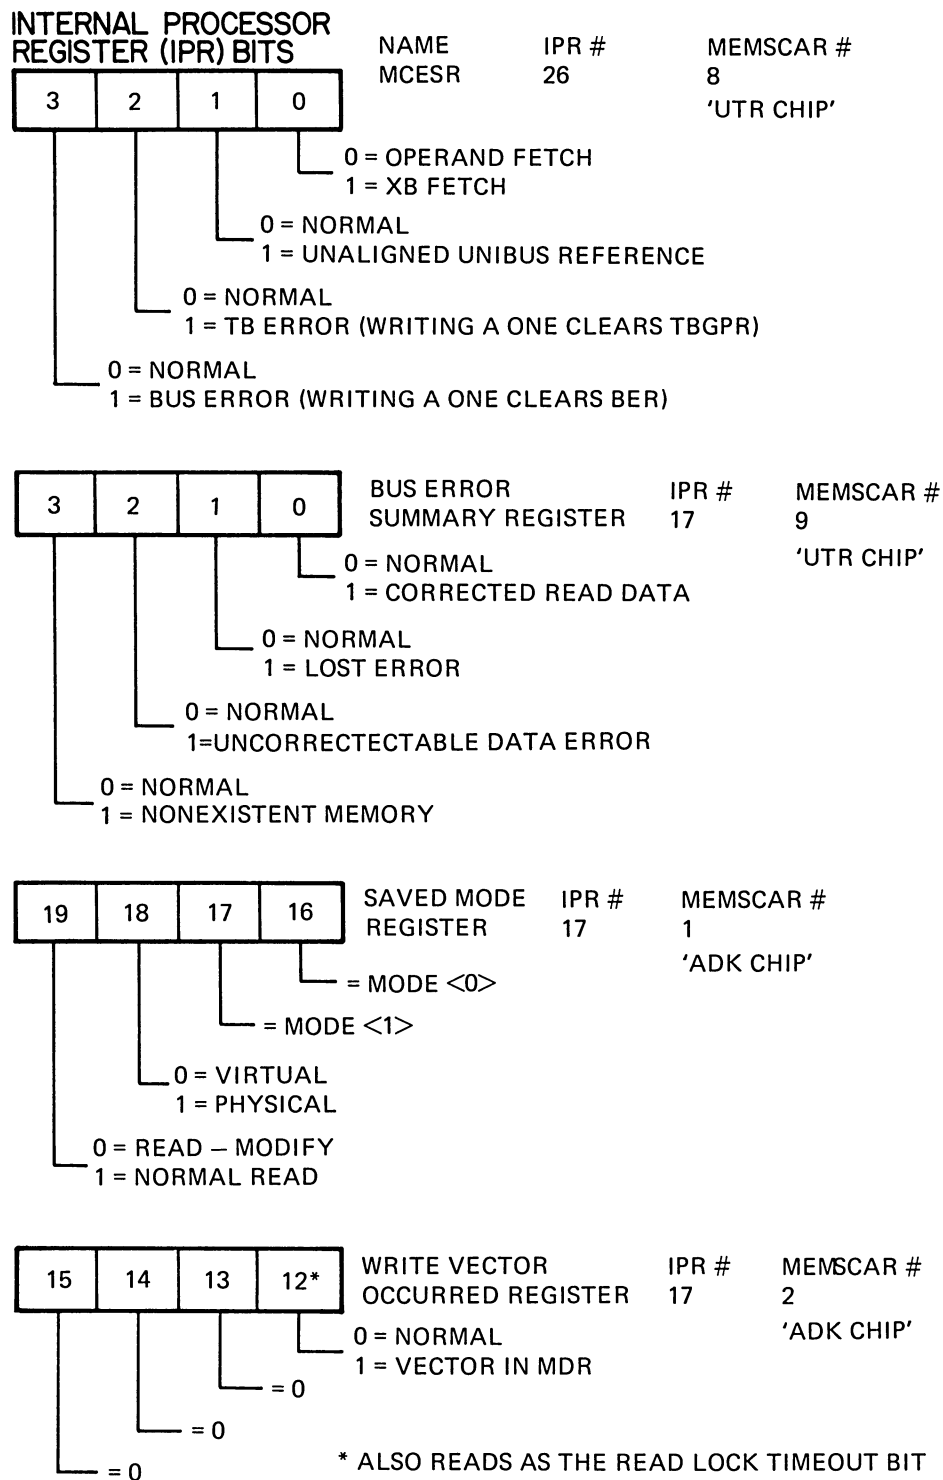 INTERNAL PROCESSOR
REGISTER (IPR) BITS
NAME IPR # MEMSCAR #
MCESR 26 8
'UTR CHIP'
3 2 1 0
0 = OPERAND FETCH
1 = XB FETCH
0 = NORMAL
1 = UNALIGNED UNIBUS REFERENCE
0 = NORMAL
1 = TB ERROR (WRITING A ONE CLEARS TBGPR)
0 = NORMAL
1 = BUS ERROR (WRITING A ONE CLEARS BER)
BUS ERROR IPR # MEMSCAR #
SUMMARY REGISTER 17 9
'UTR CHIP'
3 2 1 0
0 = NORMAL
1 = CORRECTED READ DATA
0 = NORMAL
1 = LOST ERROR
0 = NORMAL
1=UNCORRECTECTABLE DATA ERROR
0 = NORMAL
1 = NONEXISTENT MEMORY
SAVED MODE IPR # MEMSCAR #
REGISTER 17 1
'ADK CHIP'
19 18 17 16
= MODE <0>
= MODE <1>
0 = VIRTUAL
1 = PHYSICAL
0 = READ – MODIFY
1 = NORMAL READ
WRITE VECTOR IPR # MEMSCAR #
OCCURRED REGISTER 17 2
'ADK CHIP'
15 14 13 12*
0 = NORMAL
1 = VECTOR IN MDR
= 0
= 0
= 0
* ALSO READS AS THE READ LOCK TIMEOUT BIT